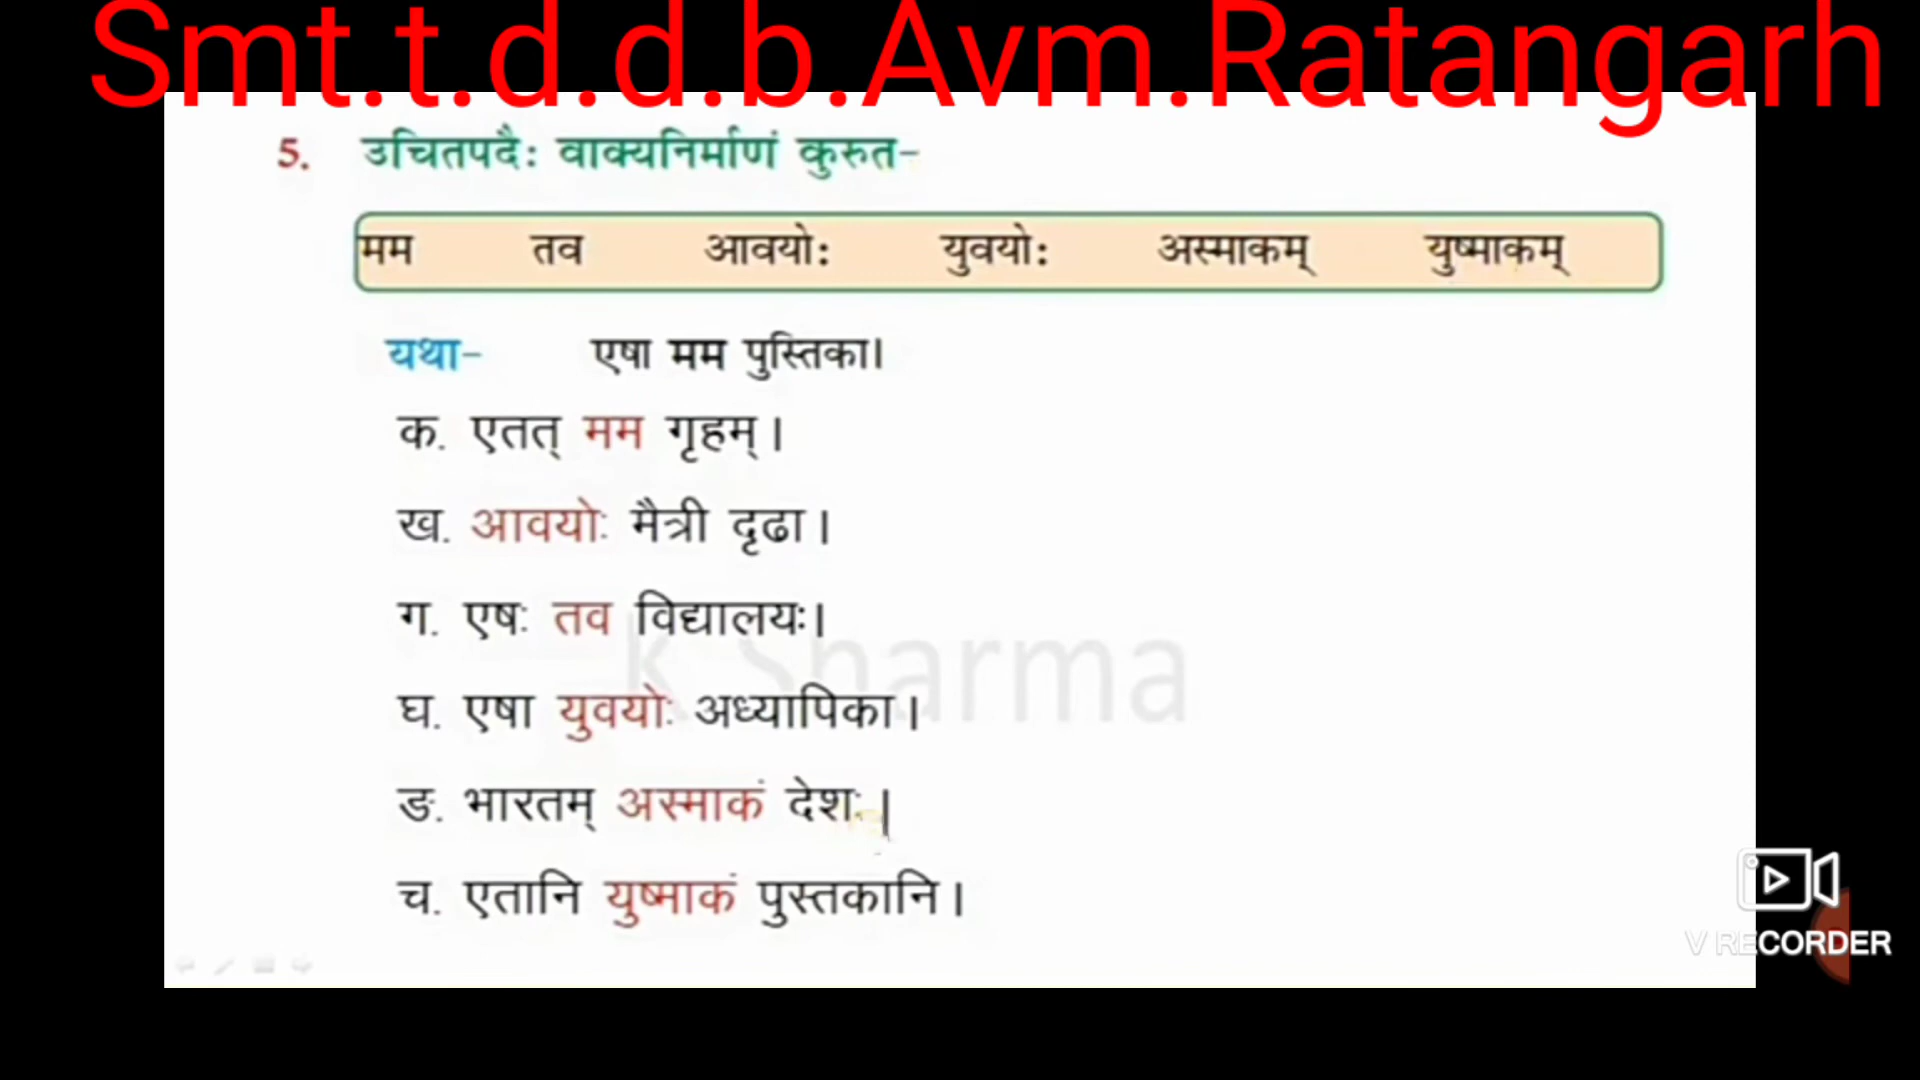 Smt.t.d.d.b.Avm.Ratangarh
5. उचितपदैः वाक्यनिर्माणं कुरुत-
मम तव आवयोः युवयोः अस्माकम् युष्माकम्
यथा- एषा मम पुस्तिका।
क. एतत् मम गृहम्।
ख. आवयोः मैत्री दृढा।
ग. एषः तव विद्यालयः।
घ. एषा युवयोः अध्यापिका।
ङ. भारतम् अस्माकं देशः।
च. एतानि युष्माकं पुस्तकानि।
K Sharma
V RECORDER